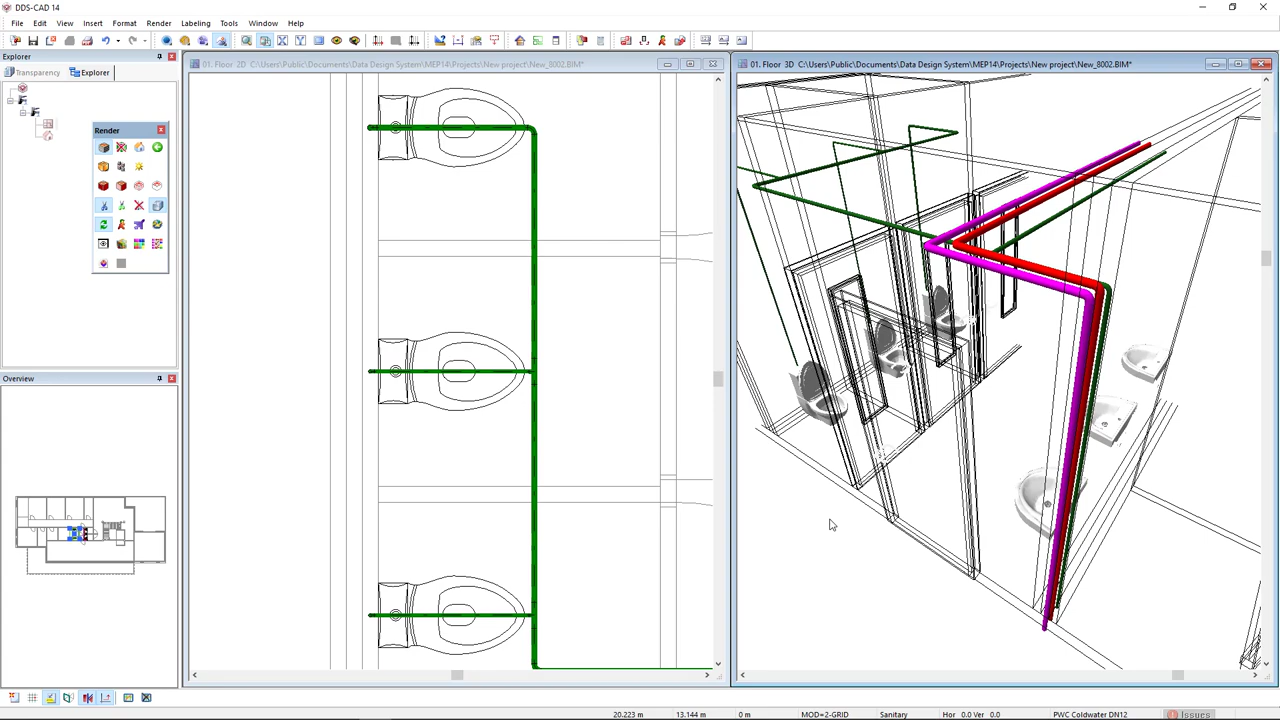 DDS-CAD 14
File Edit View Insert Format Render Labeling Tools Window Help
Explorer
Transparency Explorer
Render
Overview
01. Floor 2D C:\Users\Public\Documents\Data Design System\MEP14\Projects\New project\New_8002.BIM*
01. Floor 3D C:\Users\Public\Documents\Data Design System\MEP14\Projects\New project\New_8002.BIM*
20.223 m 13.144 m 0 m MOD=2-GRID Sanitary Hor 0.0 Ver 0.0 PWC Coldwater DN12 Issues